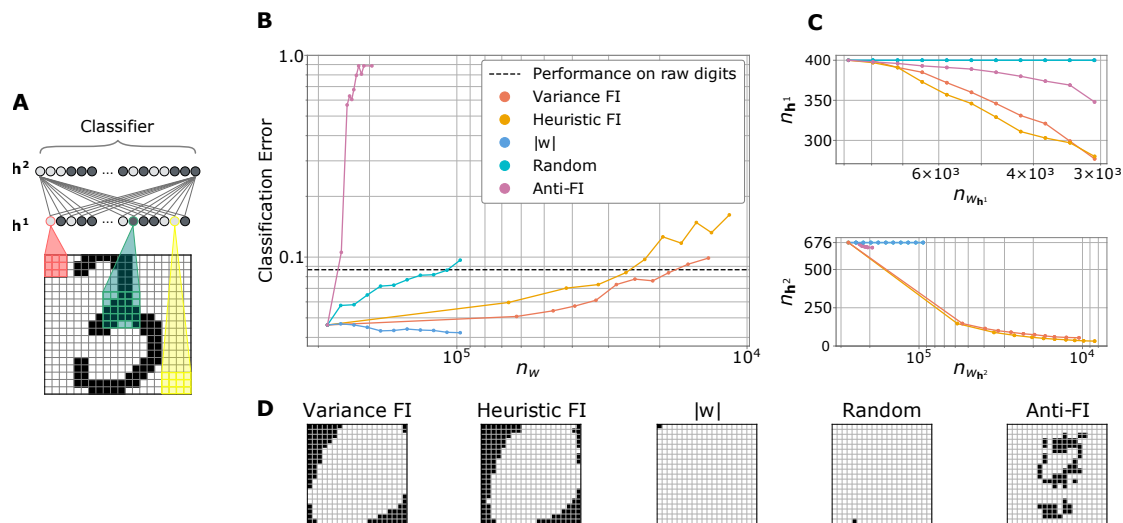 A
Classifier
h²
...
h¹
...
B
Classification Error
1.0
0.1
Performance on raw digits
Variance FI
Heuristic FI
|w|
Random
Anti-FI
10⁵
10⁴
n_w
C
n_h¹
400
350
300
6×10³
4×10³
3×10³
n_w_h¹
n_h²
676
500
250
0
10⁵
10⁴
n_w_h²
D
Variance FI
Heuristic FI
|w|
Random
Anti-FI